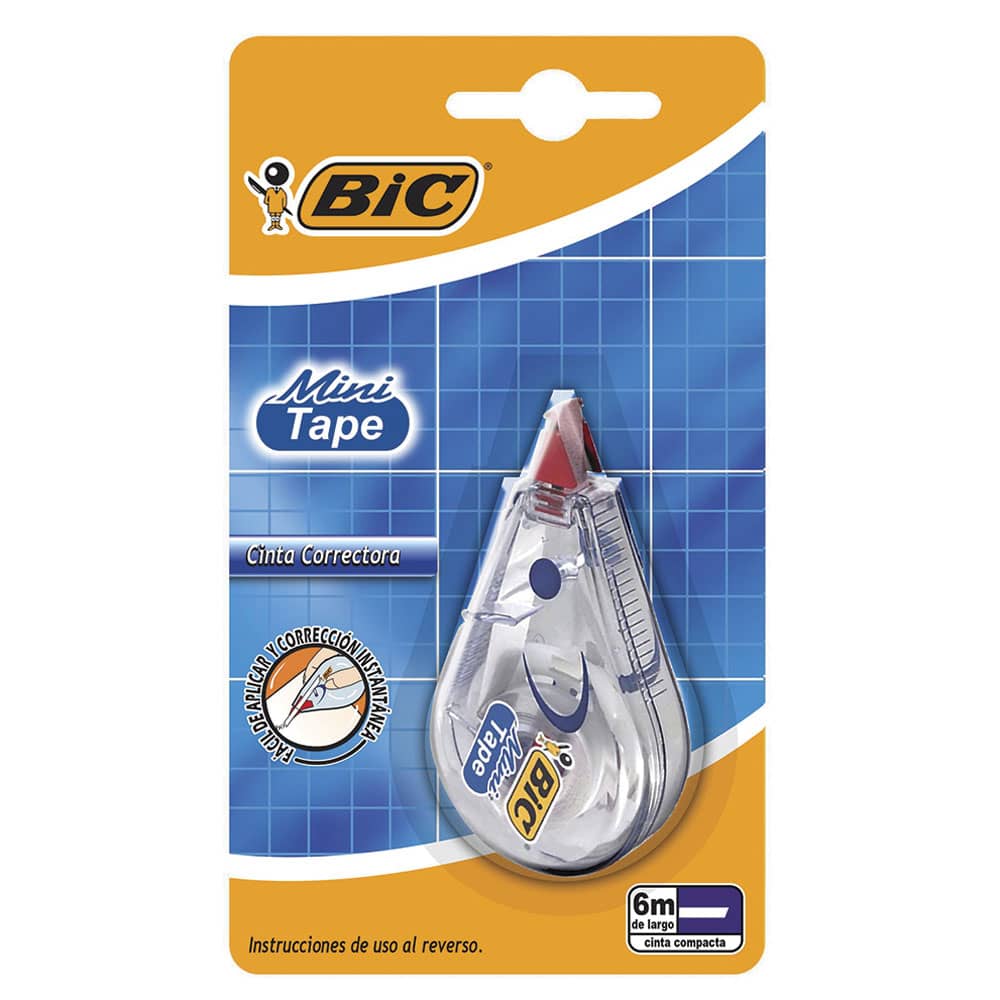 BIC®
Mini
Tape
Cinta Correctora
FÁCIL DE APLICAR Y CORRECCIÓN INSTANTÁNEA
Mini
Tape
BIC®
6m
de largo
cinta compacta
Instrucciones de uso al reverso.